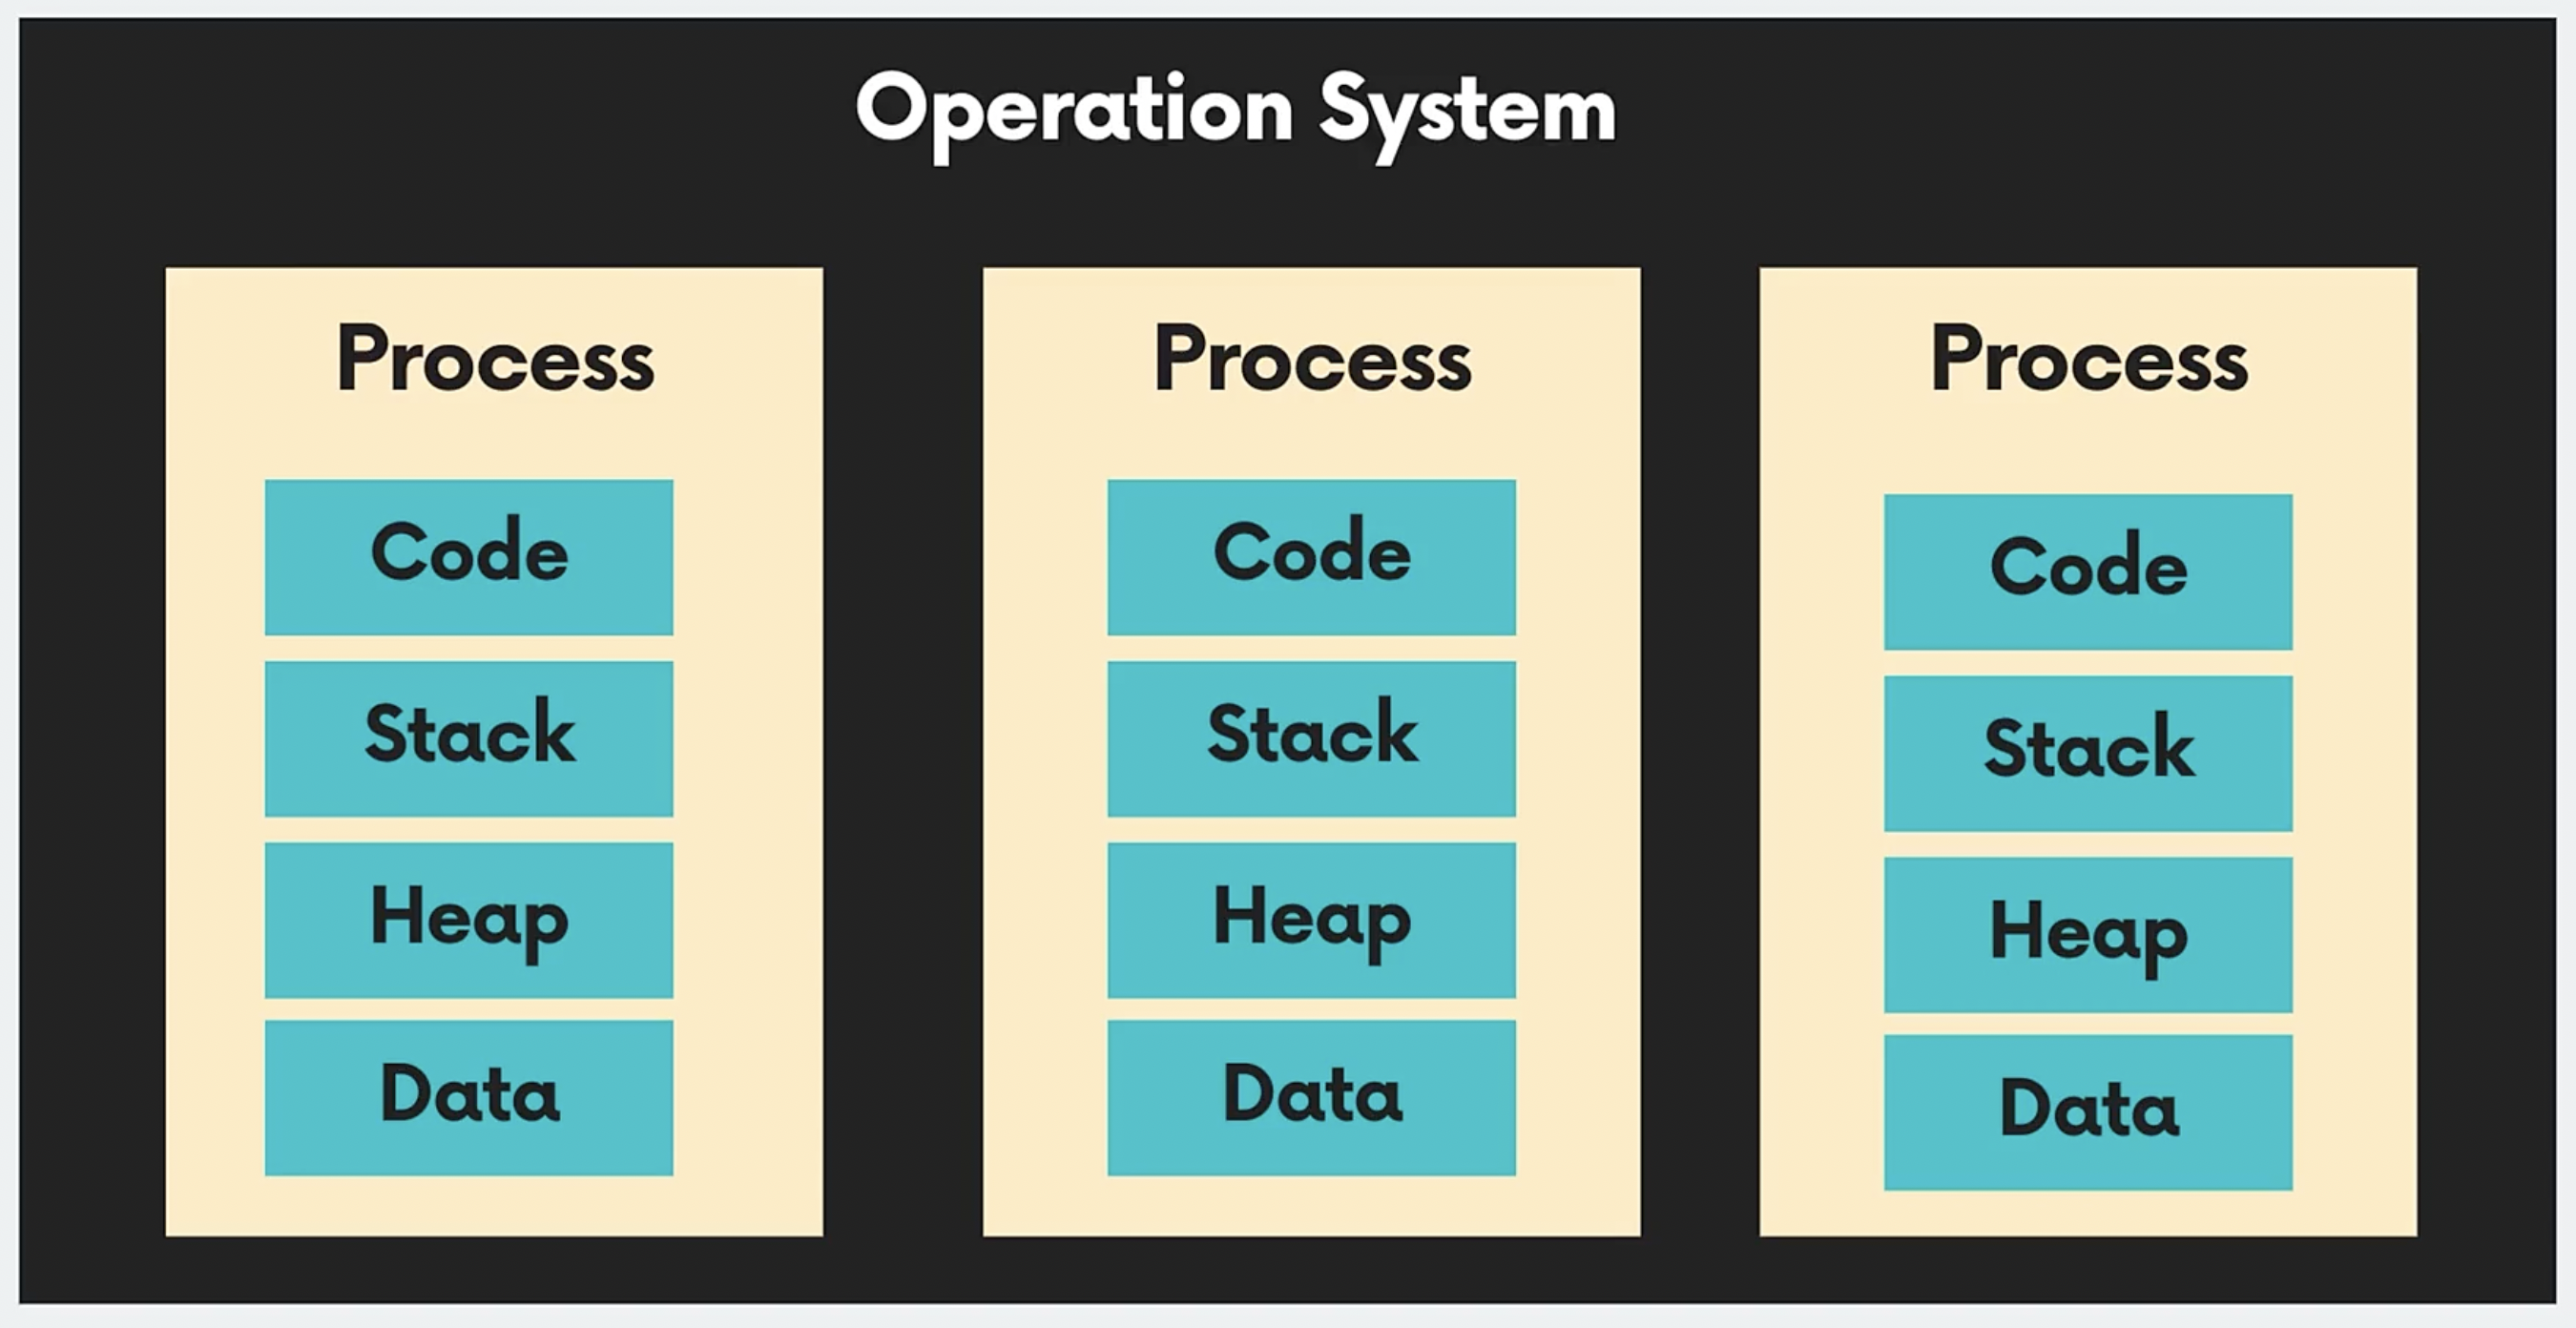 Operation System
Process
Code
Stack
Heap
Data
Process
Code
Stack
Heap
Data
Process
Code
Stack
Heap
Data